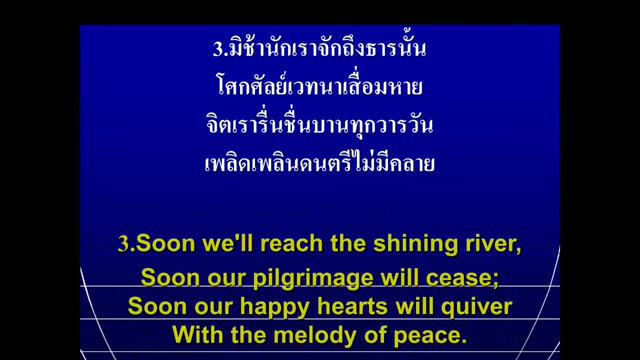 3.มิช้านักเราจักถึงธารนั้น
โศกศัลย์เวทนาเสื่อมหาย
จิตเรารื่นชื่นบานทุกวารวัน
เพลิดเพลินดนตรีไม่มีคลาย
3.Soon we'll reach the shining river,
Soon our pilgrimage will cease;
Soon our happy hearts will quiver
With the melody of peace.